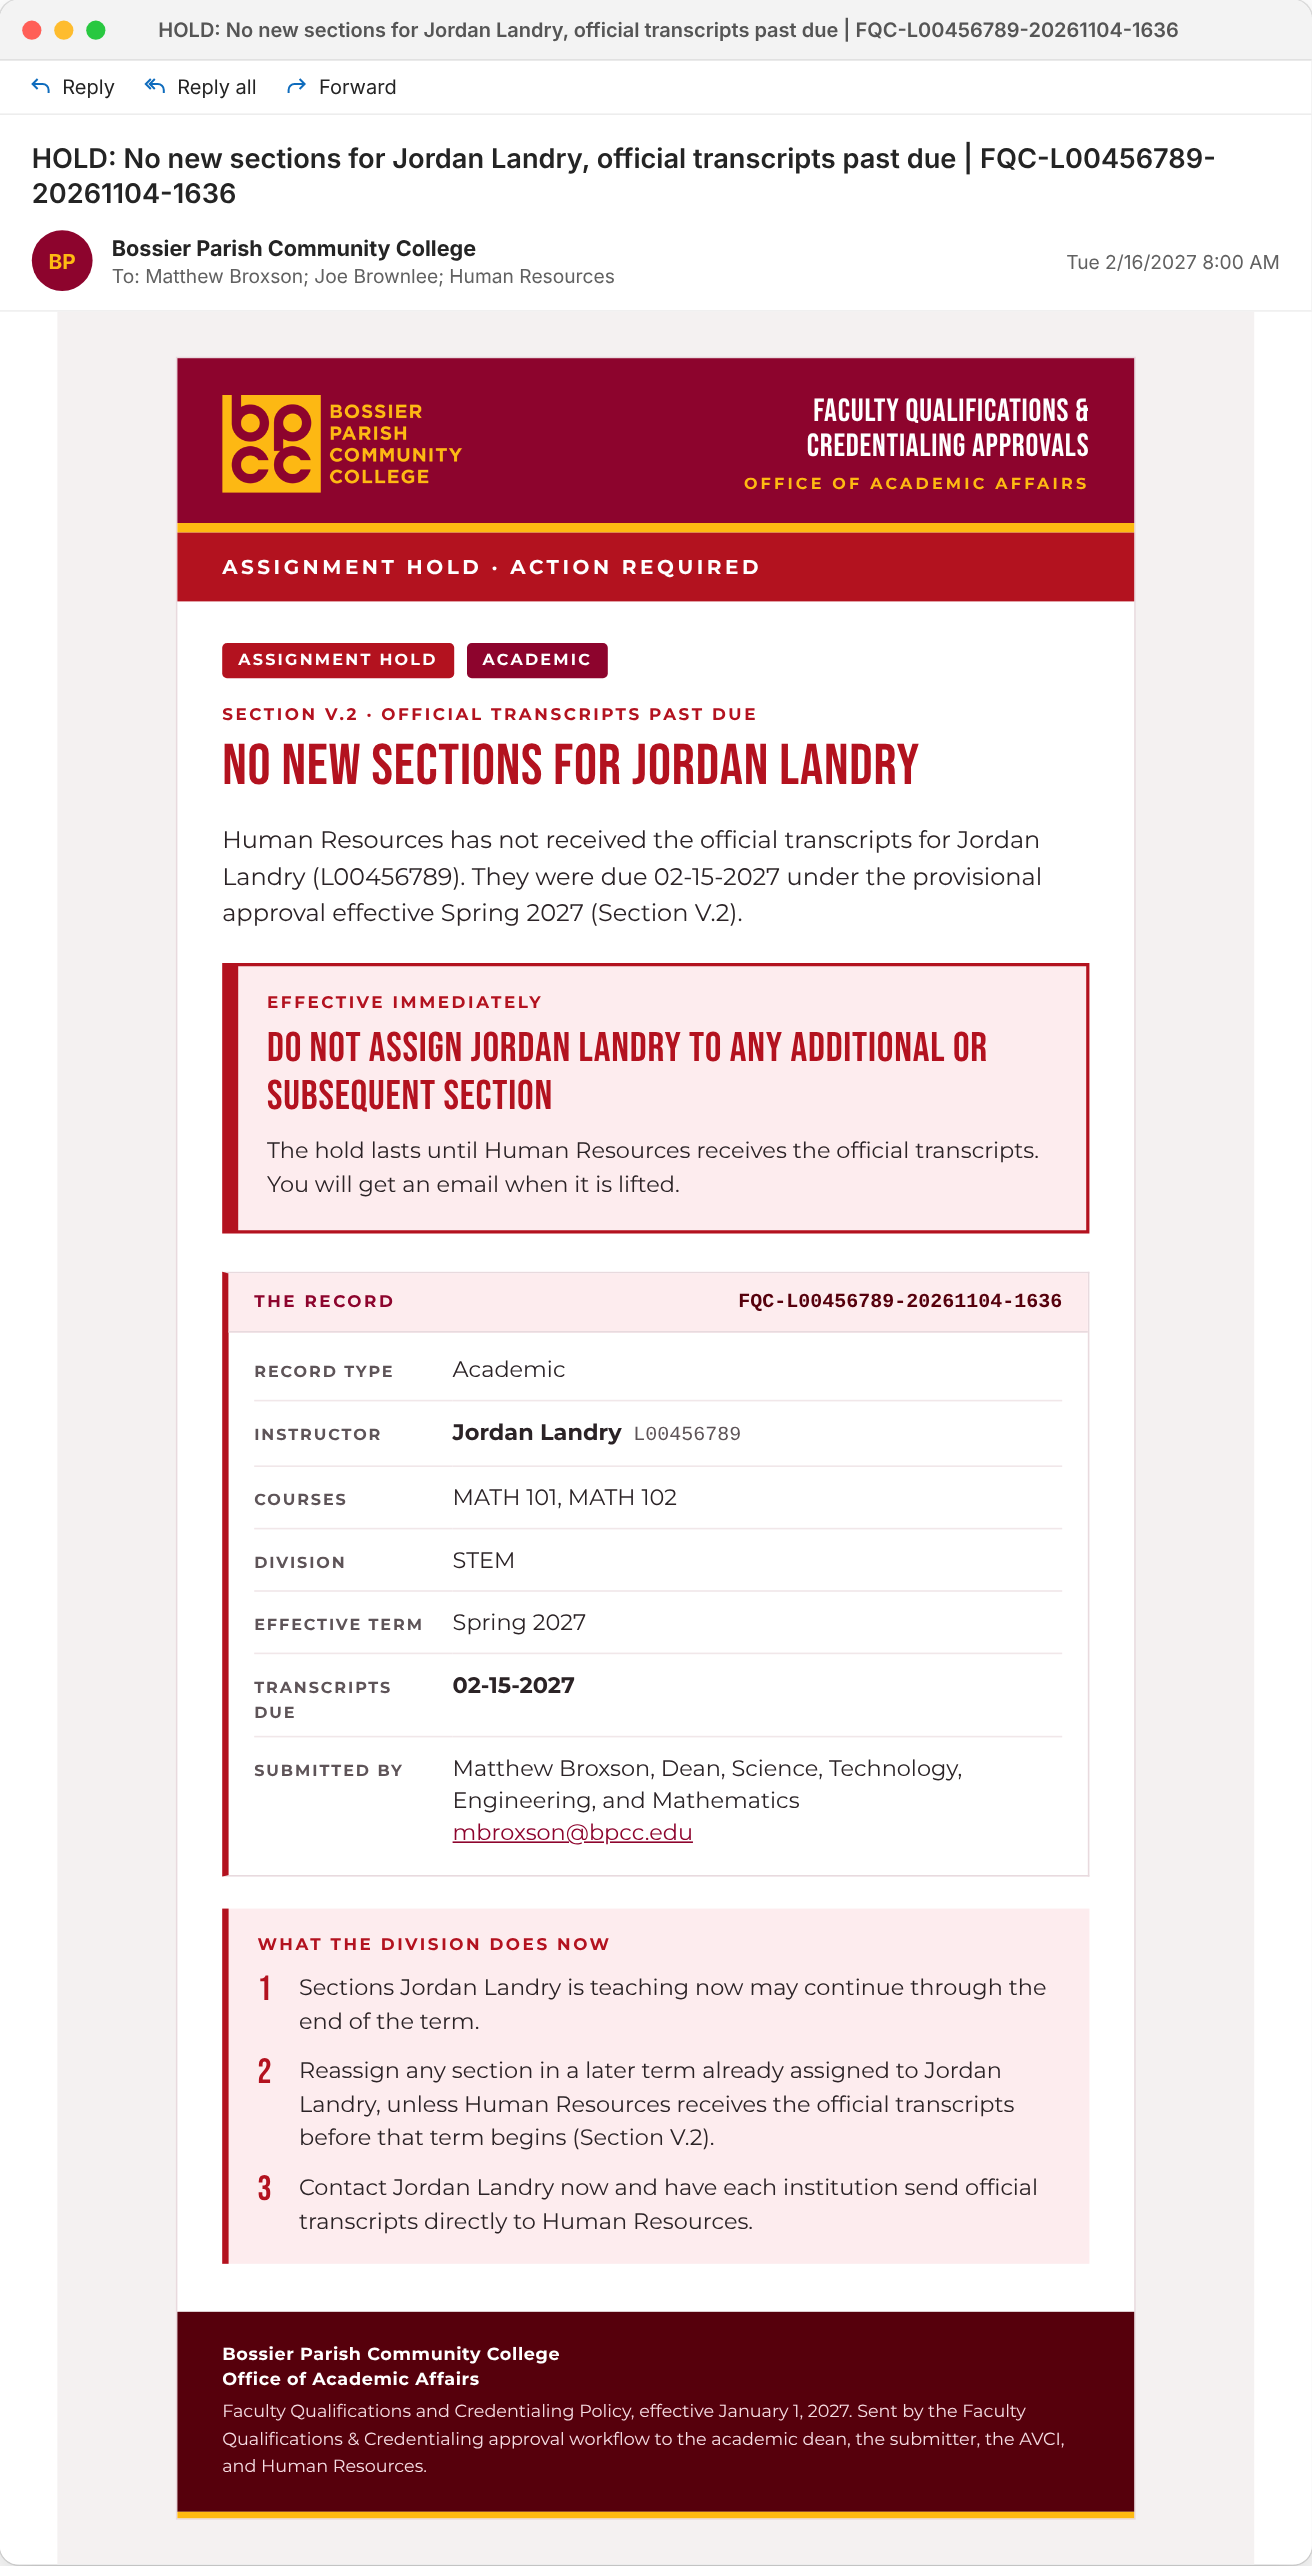 HOLD: No new sections for Jordan Landry, official transcripts past due | FQC-L00456789-20261104-1636
Reply
Reply all
Forward
HOLD: No new sections for Jordan Landry, official transcripts past due | FQC-L00456789-
20261104-1636
BP
Bossier Parish Community College
To: Matthew Broxson; Joe Brownlee; Human Resources
Tue 2/16/2027 8:00 AM
bp
cc
BOSSIER
PARISH
COMMUNITY
COLLEGE
FACULTY QUALIFICATIONS &
CREDENTIALING APPROVALS
OFFICE OF ACADEMIC AFFAIRS
ASSIGNMENT HOLD · ACTION REQUIRED
ASSIGNMENT HOLD
ACADEMIC
SECTION V.2 · OFFICIAL TRANSCRIPTS PAST DUE
NO NEW SECTIONS FOR JORDAN LANDRY
Human Resources has not received the official transcripts for Jordan
Landry (L00456789). They were due 02-15-2027 under the provisional
approval effective Spring 2027 (Section V.2).
EFFECTIVE IMMEDIATELY
DO NOT ASSIGN JORDAN LANDRY TO ANY ADDITIONAL OR
SUBSEQUENT SECTION
The hold lasts until Human Resources receives the official transcripts.
You will get an email when it is lifted.
THE RECORD
FQC-L00456789-20261104-1636
RECORD TYPE
Academic
INSTRUCTOR
Jordan Landry L00456789
COURSES
MATH 101, MATH 102
DIVISION
STEM
EFFECTIVE TERM
Spring 2027
TRANSCRIPTS
DUE
02-15-2027
SUBMITTED BY
Matthew Broxson, Dean, Science, Technology,
Engineering, and Mathematics
mbroxson@bpcc.edu
WHAT THE DIVISION DOES NOW
1 Sections Jordan Landry is teaching now may continue through the
end of the term.
2 Reassign any section in a later term already assigned to Jordan
Landry, unless Human Resources receives the official transcripts
before that term begins (Section V.2).
3 Contact Jordan Landry now and have each institution send official
transcripts directly to Human Resources.
Bossier Parish Community College
Office of Academic Affairs
Faculty Qualifications and Credentialing Policy, effective January 1, 2027. Sent by the Faculty
Qualifications & Credentialing approval workflow to the academic dean, the submitter, the AVCI,
and Human Resources.